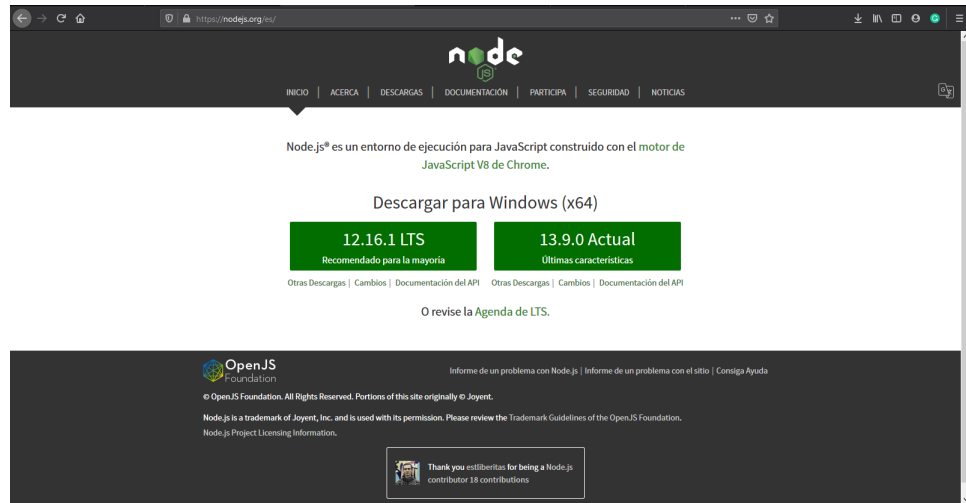 https://nodejs.org/es/
node
JS
INICIO | ACERCA | DESCARGAS | DOCUMENTACIÓN | PARTICIPA | SEGURIDAD | NOTICIAS
Node.js® es un entorno de ejecución para JavaScript construido con el motor de
JavaScript V8 de Chrome.
Descargar para Windows (x64)
12.16.1 LTS
Recomendado para la mayoría
13.9.0 Actual
Últimas características
Otras Descargas | Cambios | Documentación del API
Otras Descargas | Cambios | Documentación del API
O revise la Agenda de LTS.
OpenJS
Foundation
Informe de un problema con Node.js | Informe de un problema con el sitio | Consiga Ayuda
© OpenJS Foundation. All Rights Reserved. Portions of this site originally © Joyent.
Node.js is a trademark of Joyent, Inc. and is used with its permission. Please review the Trademark Guidelines of the OpenJS Foundation.
Node.js Project Licensing Information.
Thank you estliberitas for being a Node.js
contributor 18 contributions